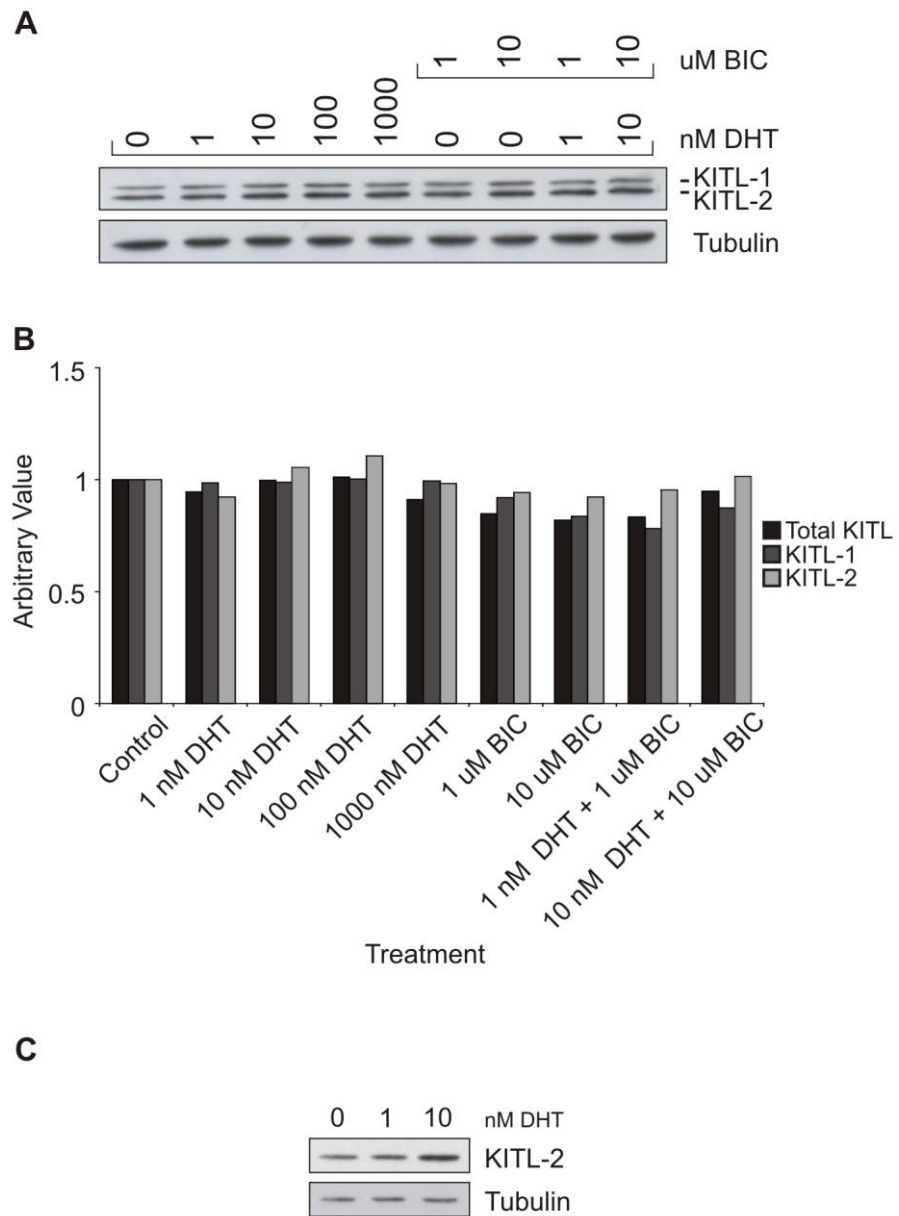 A
1 10 1 10 uM BIC
0 1 10 100 1000 0 0 1 10 nM DHT
KITL-1
KITL-2
Tubulin
B
1.5
1
0.5
0
Arbitrary Value
Total KITL
KITL-1
KITL-2
Control
1 nM DHT
10 nM DHT
100 nM DHT
1000 nM DHT
1 uM BIC
10 uM BIC
1 nM DHT + 1 uM BIC
10 nM DHT + 10 uM BIC
Treatment
C
0 1 10 nM DHT
KITL-2
Tubulin